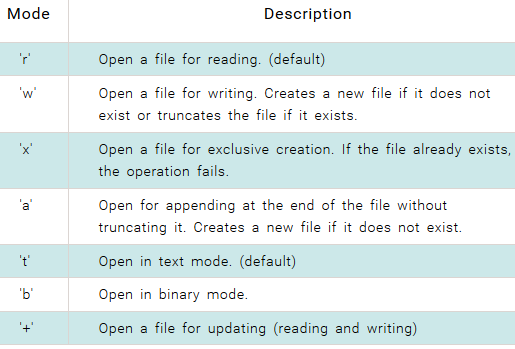 Mode Description
'r' Open a file for reading. (default)
'w' Open a file for writing. Creates a new file if it does not
exist or truncates the file if it exists.
'x' Open a file for exclusive creation. If the file already exists,
the operation fails.
'a' Open for appending at the end of the file without
truncating it. Creates a new file if it does not exist.
't' Open in text mode. (default)
'b' Open in binary mode.
'+' Open a file for updating (reading and writing)